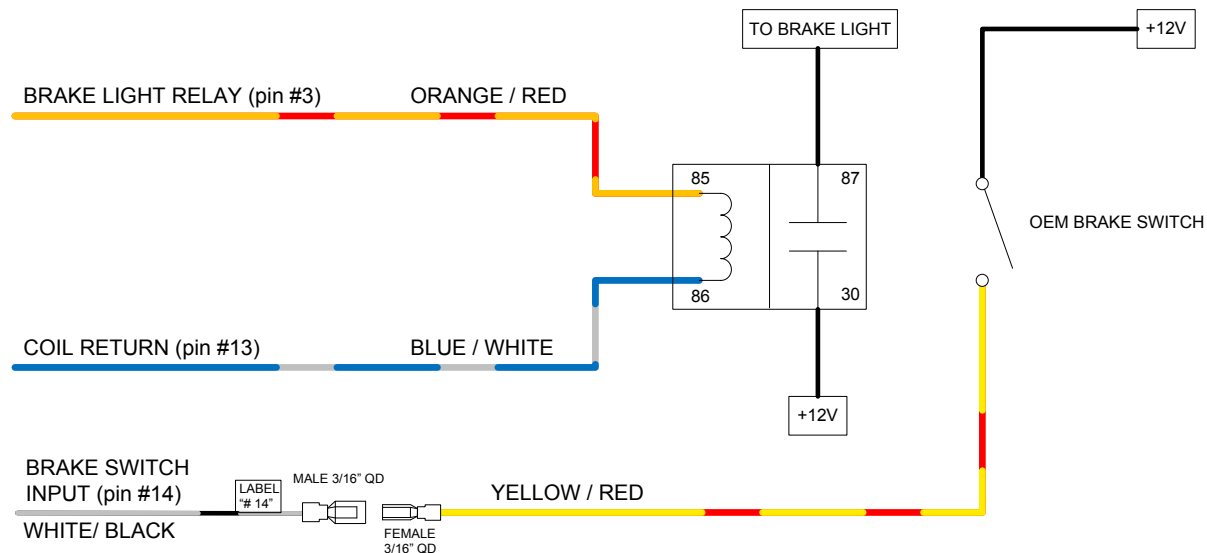 TO BRAKE LIGHT
+12V
BRAKE LIGHT RELAY (pin #3)
ORANGE / RED
85
87
OEM BRAKE SWITCH
86
30
COIL RETURN (pin #13)
BLUE / WHITE
+12V
BRAKE SWITCH
INPUT (pin #14)
WHITE/ BLACK
LABEL
"# 14"
MALE 3/16" QD
FEMALE
3/16" QD
YELLOW / RED